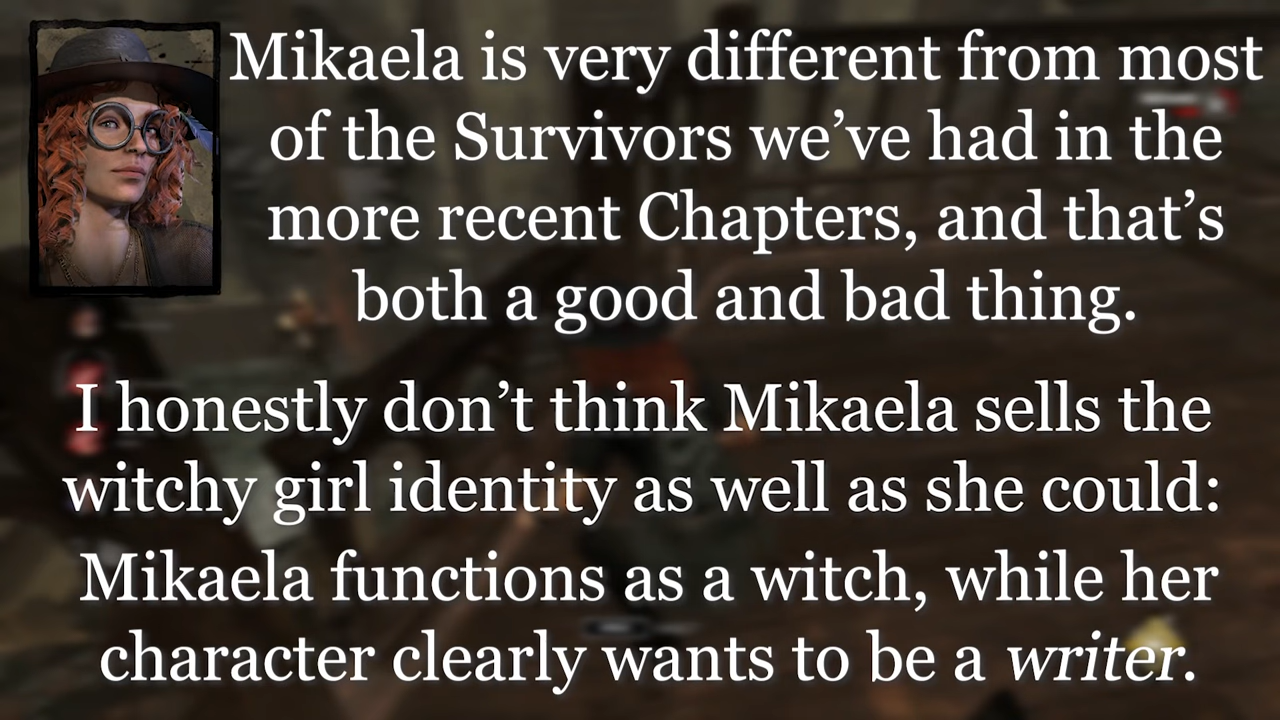 Mikaela is very different from most
of the Survivors we’ve had in the
more recent Chapters, and that’s
both a good and bad thing.
I honestly don’t think Mikaela sells the
witchy girl identity as well as she could:
Mikaela functions as a witch, while her
character clearly wants to be a writer.